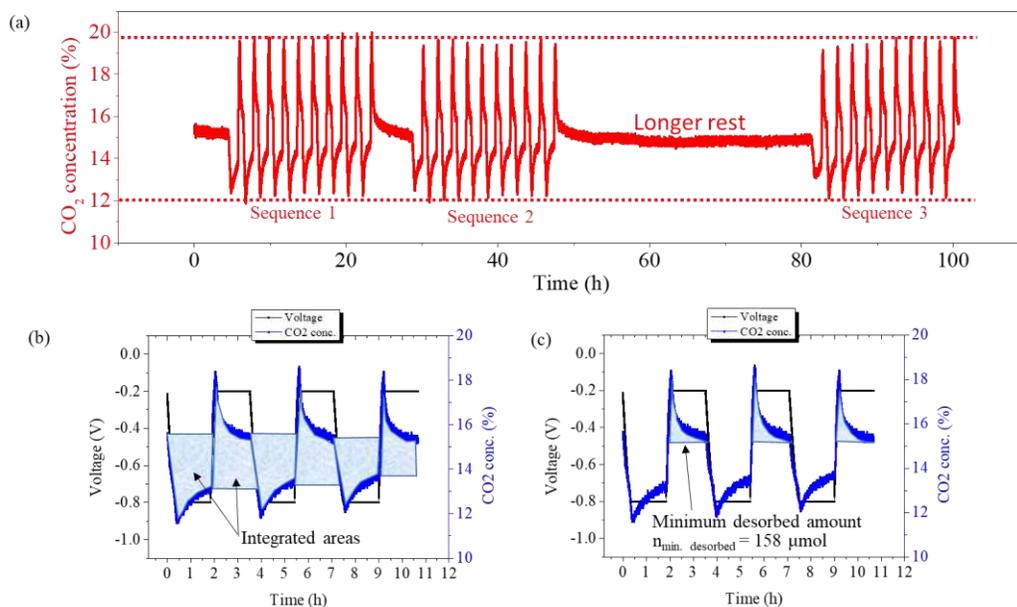 (a)
CO2 concentration (%)
20
18
16
14
12
10
Longer rest
Sequence 1
Sequence 2
Sequence 3
0
20
40
60
80
100
Time (h)
(b)
Voltage
CO2 conc.
0.0
-0.2
-0.4
-0.6
-0.8
-1.0
Voltage (V)
20
18
16
14
12
10
CO2 conc. (%)
Integrated areas
0 1 2 3 4 5 6 7 8 9 10 11 12
Time (h)
(c)
Voltage
CO2 conc.
0.0
-0.2
-0.4
-0.6
-0.8
-1.0
Voltage (V)
20
18
16
14
12
10
CO2 conc. (%)
Minimum desorbed amount
nmin. desorbed = 158 μmol
0 1 2 3 4 5 6 7 8 9 10 11 12
Time (h)